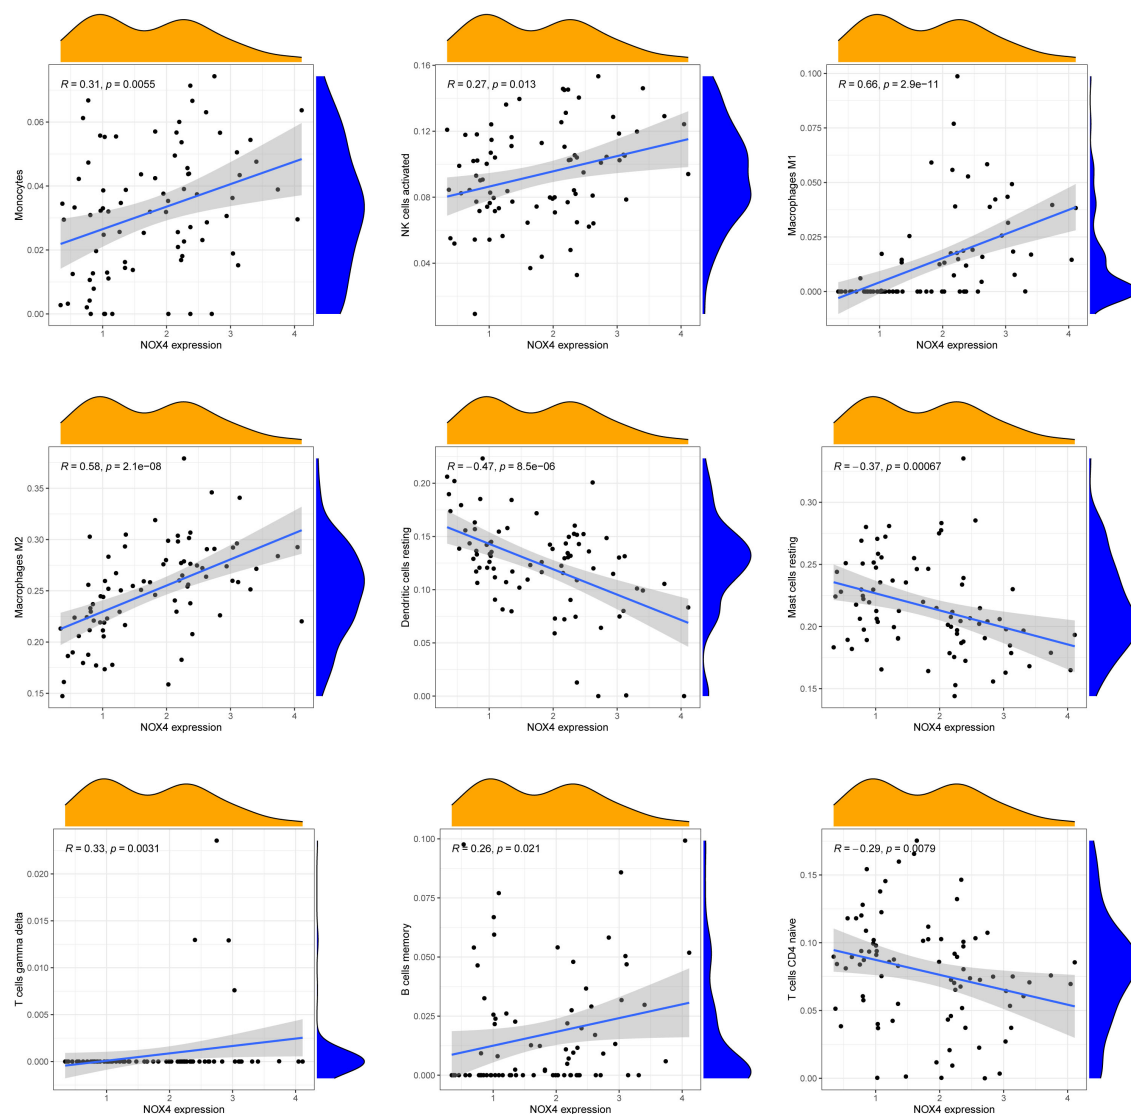 R = 0.31, p = 0.0055
Monocytes
0.06
0.04
0.02
0.00
1 2 3 4
NOX4 expression
R = 0.27, p = 0.013
NK cells activated
0.16
0.12
0.08
0.04
1 2 3 4
NOX4 expression
R = 0.66, p = 2.9e−11
Macrophages M1
0.100
0.075
0.050
0.025
0.000
1 2 3 4
NOX4 expression
R = 0.58, p = 2.1e−08
Macrophages M2
0.35
0.30
0.25
0.20
0.15
1 2 3 4
NOX4 expression
R = −0.47, p = 8.5e−06
Dendritic cells resting
0.20
0.15
0.10
0.05
0.00
1 2 3 4
NOX4 expression
R = −0.37, p = 0.00067
Mast cells resting
0.30
0.25
0.20
0.15
1 2 3 4
NOX4 expression
R = 0.33, p = 0.0031
T cells gamma delta
0.020
0.015
0.010
0.005
0.000
1 2 3 4
NOX4 expression
R = 0.26, p = 0.021
B cells memory
0.100
0.075
0.050
0.025
0.000
1 2 3 4
NOX4 expression
R = −0.29, p = 0.0079
T cells CD4 naive
0.15
0.10
0.05
0.00
1 2 3 4
NOX4 expression